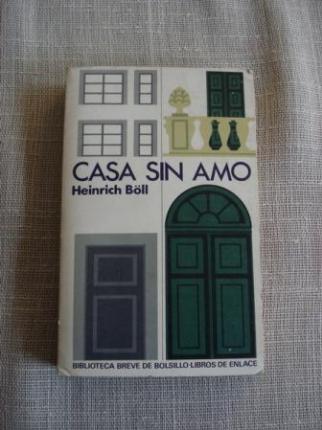 CASA SIN AMO
Heinrich Böll
BIBLIOTECA BREVE DE BOLSILLO·LIBROS DE ENLACE